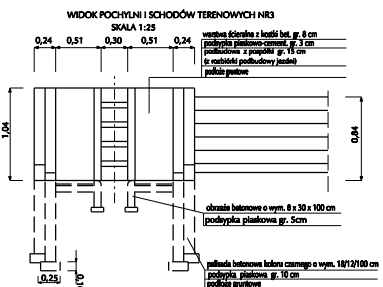 WIDOK POCHYLNI I SCHODÓW TERENOWYCH NR3
SKALA 1:25
0,24 0,51 0,30 0,51 0,24
warstwa ścieralna z kostki bet. gr. 8 cm
podsypka piaskowo-cement. gr. 3 cm
podbudowa z pospółki gr. 15 cm
(z rozbiórki podbudowy jezdni)
podłoże gruntowe
1,04
0,84
obrzeże betonowe o wym. 8 x 30 x 100 cm
podsypka piaskowa gr. 5cm
palisada betonowa koloru czarnego o wym. 18/12/100 cm
podsypka piaskowa gr. 10 cm
podłoże gruntowe
0,25